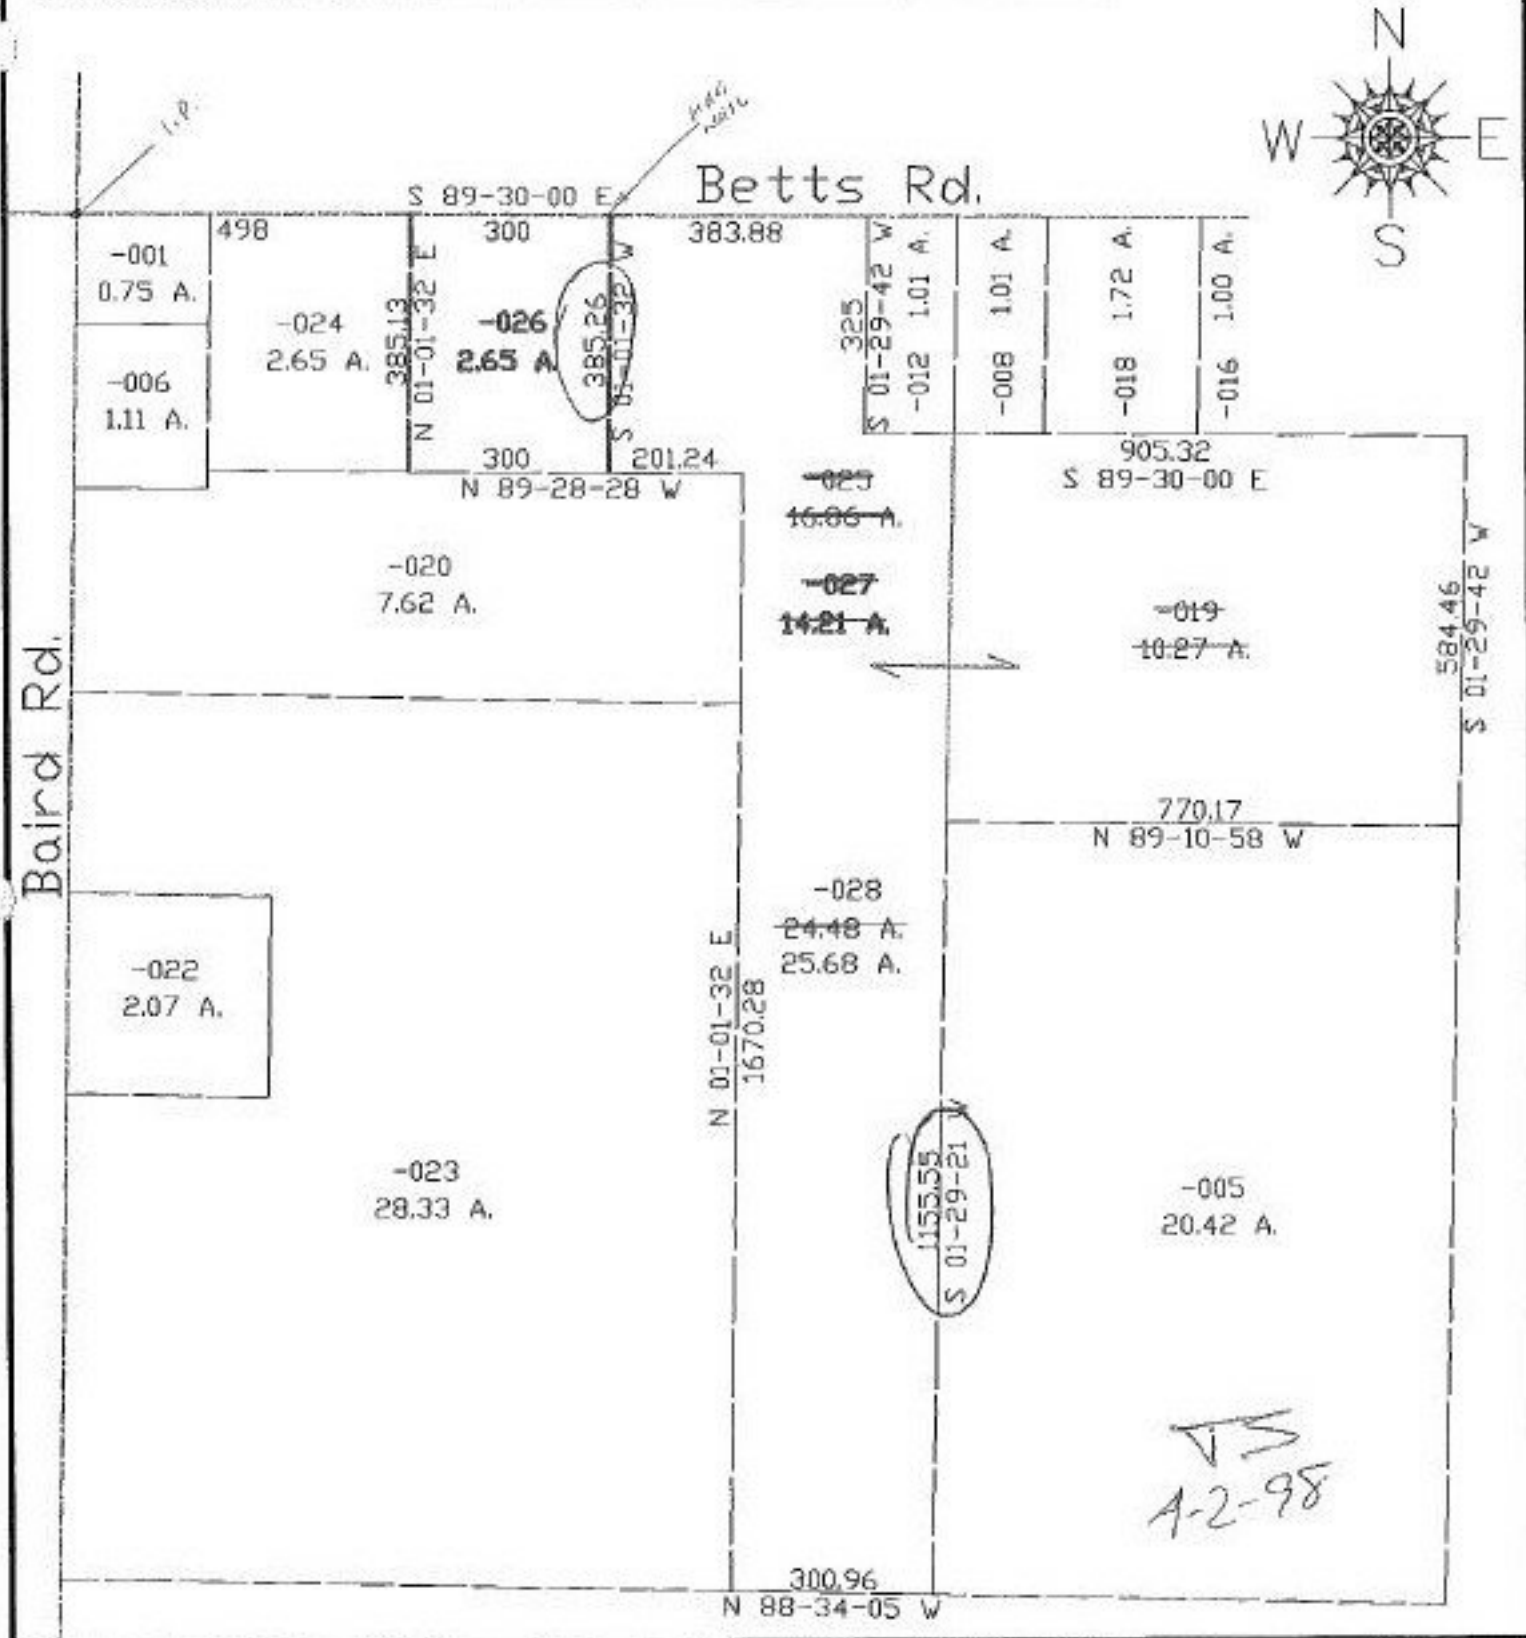 N
W E
S
I.P.
MAG
NAIL
Betts Rd.
S 89-30-00 E
498
300
383.88
-001
0.75 A.
-006
1.11 A.
-024
2.65 A.
385.13
N 01-01-32 E
-026
2.65 A.
385.26
S 01-01-32 W
325
S 01-29-42 W
-012 1.01 A.
-008 1.01 A.
-018 1.72 A.
-016 1.00 A.
300
201.24
N 89-28-28 W
905.32
S 89-30-00 E
-025
16.86 A.
-027
14.21 A.
-020
7.62 A.
-019
10.27 A.
584.46
S 01-29-42 W
Baird Rd.
770.17
N 89-10-58 W
-028
24.48 A.
25.68 A.
-022
2.07 A.
N 01-01-32 E
1670.28
-023
28.33 A.
1155.55
S 01-29-21 W
-005
20.42 A.
300.96
N 88-34-05 W